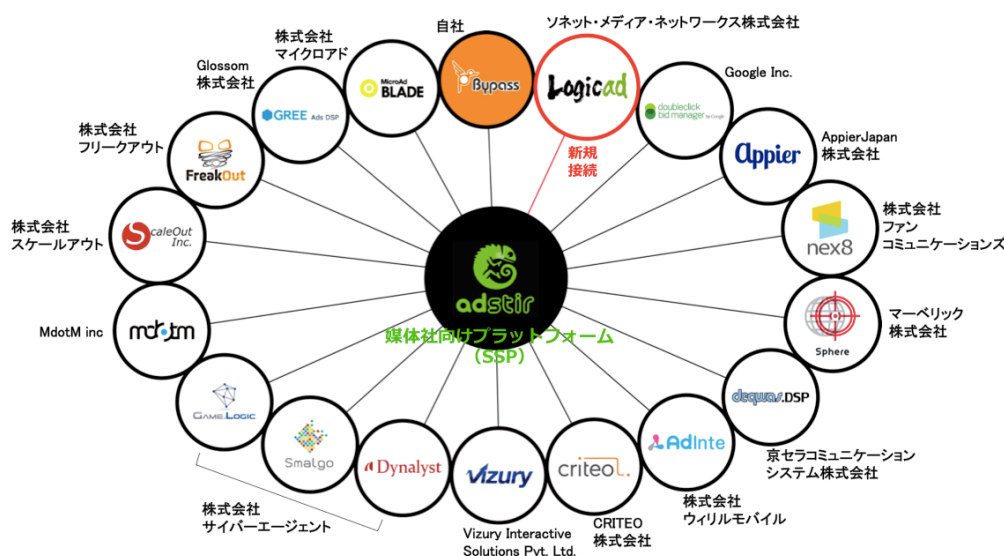 自社
Bypass
ソネット・メディア・ネットワークス株式会社
Logicad
新規
接続
Google Inc.
doubleclick
bid manager by Google
AppierJapan
株式会社
appier
株式会社
ファン
コミュニケーションズ
nex8
マーベリック
株式会社
Sphere
deqwas.DSP
京セラコミュニケーション
システム株式会社
AdInte
株式会社
ウィリルモバイル
criteo
CRITEO
株式会社
Vizury
Vizury Interactive
Solutions Pvt. Ltd.
Dynalyst
Smalgo
GAME LOGIC
株式会社
サイバーエージェント
MdotM inc
mdotm
株式会社
スケールアウト
ScaleOut
Inc.
株式会社
フリークアウト
FreakOut
Glossom
株式会社
GREE Ads DSP
株式会社
マイクロアド
MicroAd
BLADE
adstir
媒体社向けプラットフォーム
（SSP）